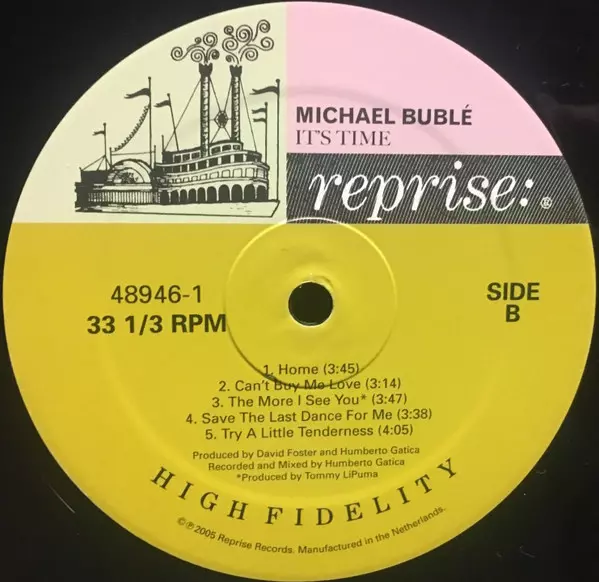 MICHAEL BUBLÉ
IT'S TIME
reprise: ®
48946-1
33 1/3 RPM
SIDE
B
1. Home (3:45)
2. Can't Buy Me Love (3:14)
3. The More I See You* (3:47)
4. Save The Last Dance For Me (3:38)
5. Try A Little Tenderness (4:05)
Produced by David Foster and Humberto Gatica
Recorded and Mixed by Humberto Gatica
*Produced by Tommy LiPuma
HIGH FIDELITY
©℗2005 Reprise Records. Manufactured in the Netherlands.